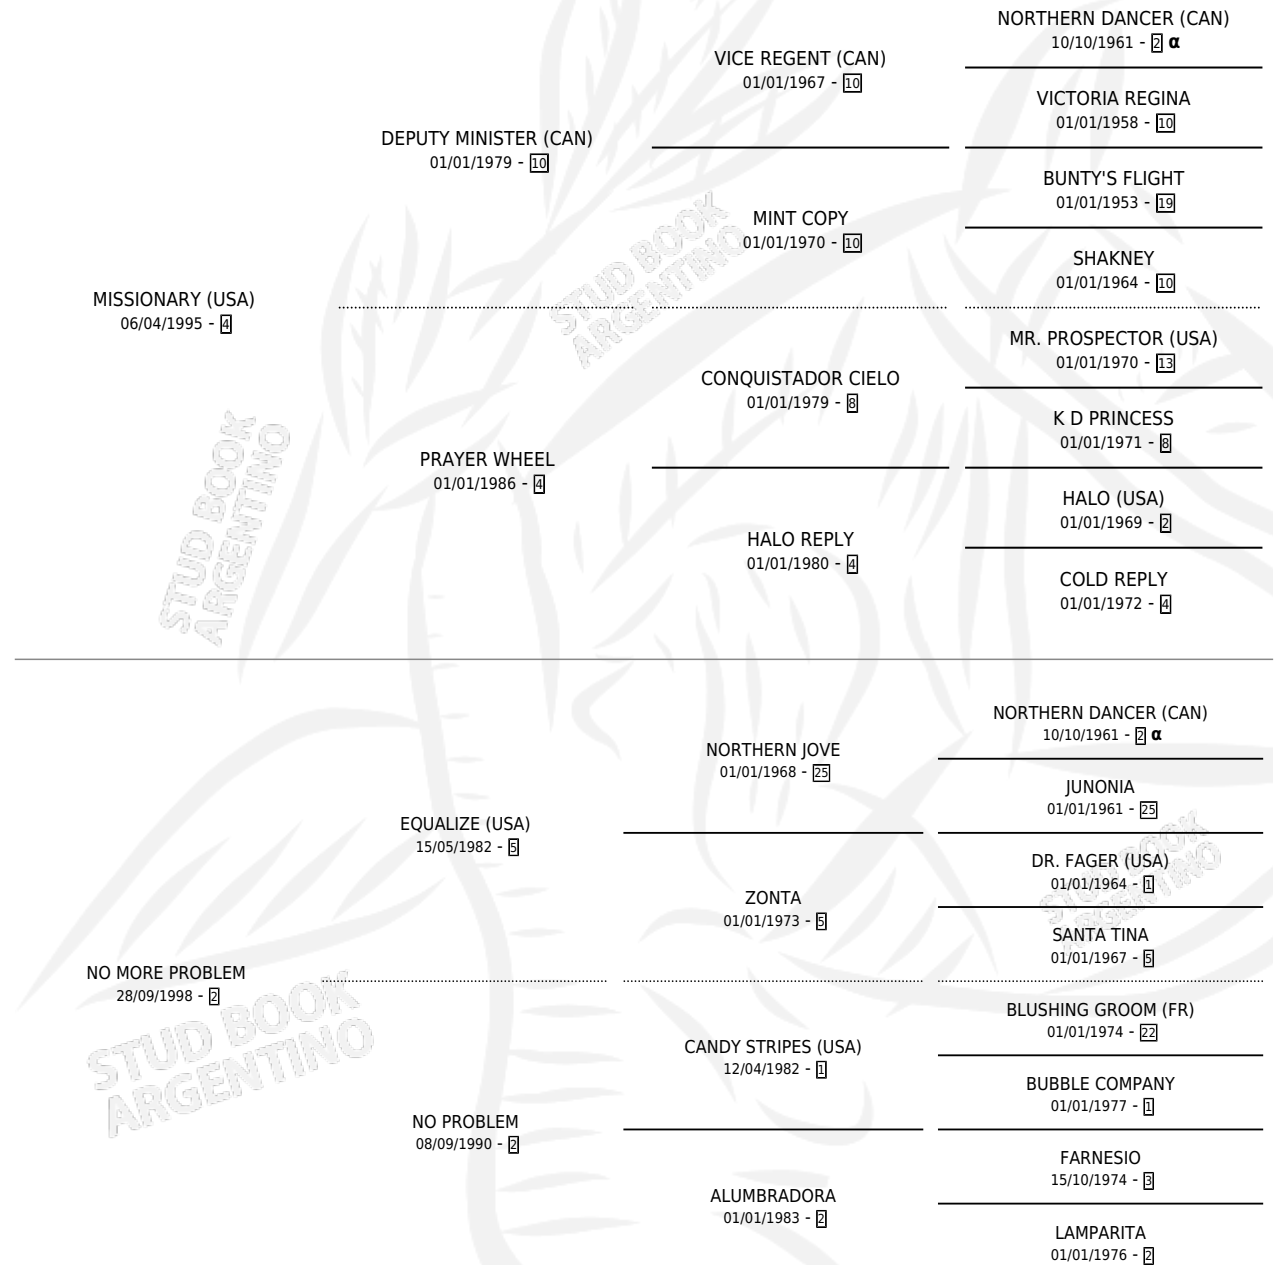 NORTHERN DANCER (CAN)
10/10/1961 - 2 α
VICE REGENT (CAN)
01/01/1967 - 10
VICTORIA REGINA
01/01/1958 - 10
DEPUTY MINISTER (CAN)
01/01/1979 - 10
BUNTY'S FLIGHT
01/01/1953 - 19
MINT COPY
01/01/1970 - 10
SHAKNEY
01/01/1964 - 10
MISSIONARY (USA)
06/04/1995 - 4
MR. PROSPECTOR (USA)
01/01/1970 - 13
CONQUISTADOR CIELO
01/01/1979 - 8
K D PRINCESS
01/01/1971 - 8
PRAYER WHEEL
01/01/1986 - 4
HALO (USA)
01/01/1969 - 2
HALO REPLY
01/01/1980 - 4
COLD REPLY
01/01/1972 - 4
NORTHERN DANCER (CAN)
10/10/1961 - 2 α
NORTHERN JOVE
01/01/1968 - 25
JUNONIA
01/01/1961 - 25
EQUALIZE (USA)
15/05/1982 - 5
DR. FAGER (USA)
01/01/1964 - 1
ZONTA
01/01/1973 - 5
SANTA TINA
01/01/1967 - 5
NO MORE PROBLEM
28/09/1998 - 2
BLUSHING GROOM (FR)
01/01/1974 - 22
CANDY STRIPES (USA)
12/04/1982 - 1
BUBBLE COMPANY
01/01/1977 - 1
NO PROBLEM
08/09/1990 - 2
FARNESIO
15/10/1974 - 3
ALUMBRADORA
01/01/1983 - 2
LAMPARITA
01/01/1976 - 2
STUD BOOK
ARGENTINO
STUD BOOK
ARGENTINO
STUD BOOK
ARGENTINO
STUD BOOK
ARGENTINO